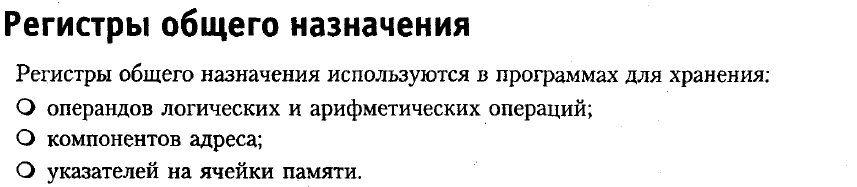 Регистры общего назначения
Регистры общего назначения используются в программах для хранения:
О операндов логических и арифметических операций;
О компонентов адреса;
О указателей на ячейки памяти.